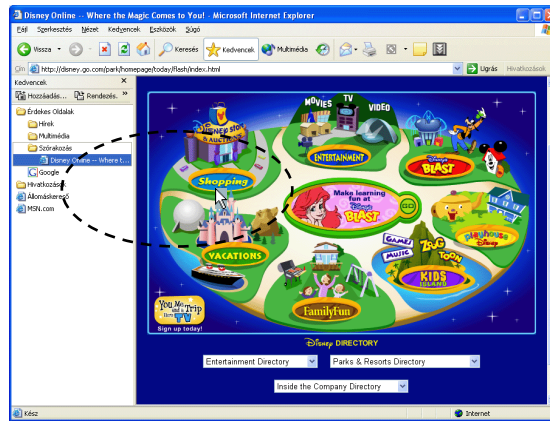 Disney Online -- Where the Magic Comes to You! - Microsoft Internet Explorer
Fájl Szerkesztés Nézet Kedvencek Eszközök Súgó
Vissza Keresés Kedvencek Multimédia
Cím http://disney.go.com/park/homepage/today/flash/index.html Ugrás Hivatkozások
Kedvencek
Hozzáadás... Rendezés. »
Érdekes Oldalak
Hírek
Multimédia
Szórakozás
Disney Online -- Where t...
Google
Hivatkozások
Állomáskereső
MSN.com
MOVIES TV VIDEO
DISNEY STORE
& AUCTIONS
ENTERTAINMENT
Disney's
BLAST
Shopping
Make learning
fun at
Disney's
BLAST
GO
Playhouse
Disney
GAMES
MUSIC
ZOOG
TOON
VACATIONS
KIDS
ISLAND
FamilyFun
You, Me,
and a Trip
Thru TV
Sign up today!
Disney DIRECTORY
Entertainment Directory
Parks & Resorts Directory
Inside the Company Directory
Kész Internet